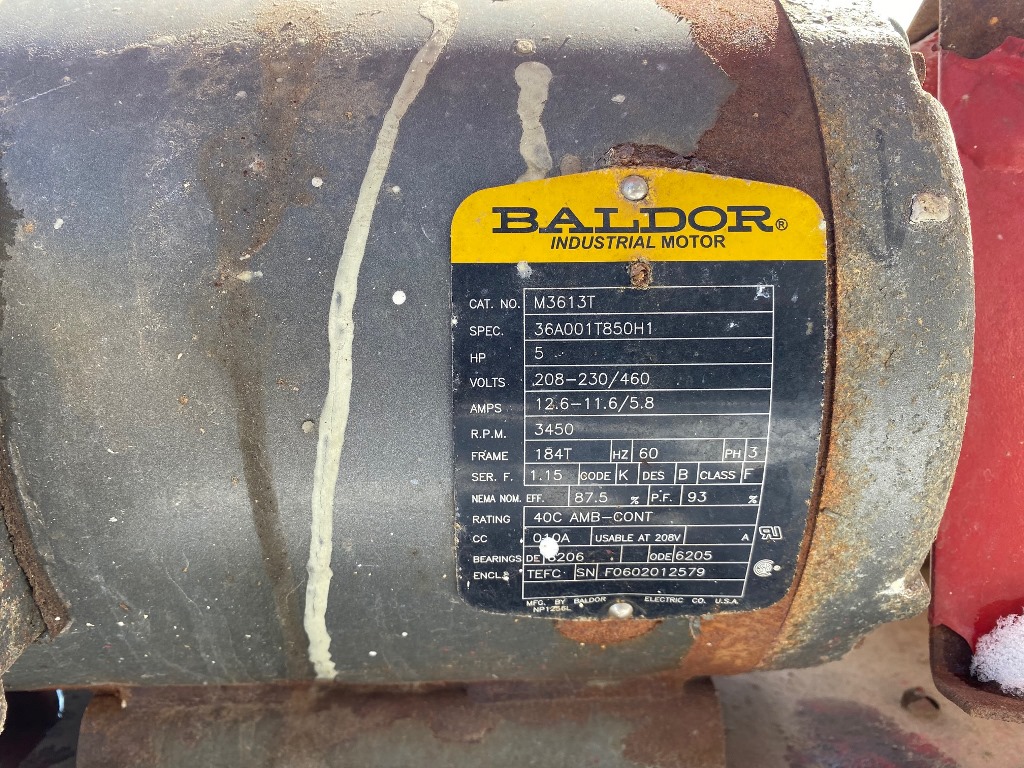 BALDOR®
INDUSTRIAL MOTOR
CAT. NO. M3613T
SPEC. 36A001T850H1
HP 5
VOLTS 208-230/460
AMPS 12.6-11.6/5.8
R.P.M. 3450
FRAME 184T HZ 60 PH 3
SER. F. 1.15 CODE K DES B CLASS F
NEMA NOM. EFF. 87.5 % P.F. 93 %
RATING 40C AMB-CONT
CC 010A USABLE AT 208V A
BEARINGS DE 6206 ODE 6205
ENCL. TEFC SN F0602012579
MFG. BY BALDOR ELECTRIC CO. U.S.A.
NP1256L